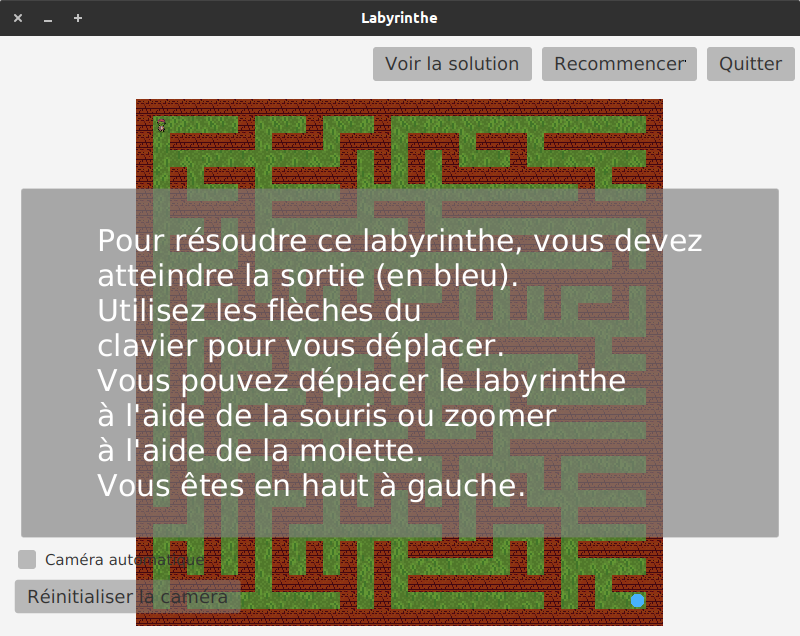 Labyrinthe
Voir la solution
Recommencer
Quitter
Pour résoudre ce labyrinthe, vous devez
atteindre la sortie (en bleu).
Utilisez les flèches du
clavier pour vous déplacer.
Vous pouvez déplacer le labyrinthe
à l'aide de la souris ou zoomer
à l'aide de la molette.
Vous êtes en haut à gauche.
Caméra automatique
Réinitialiser la caméra